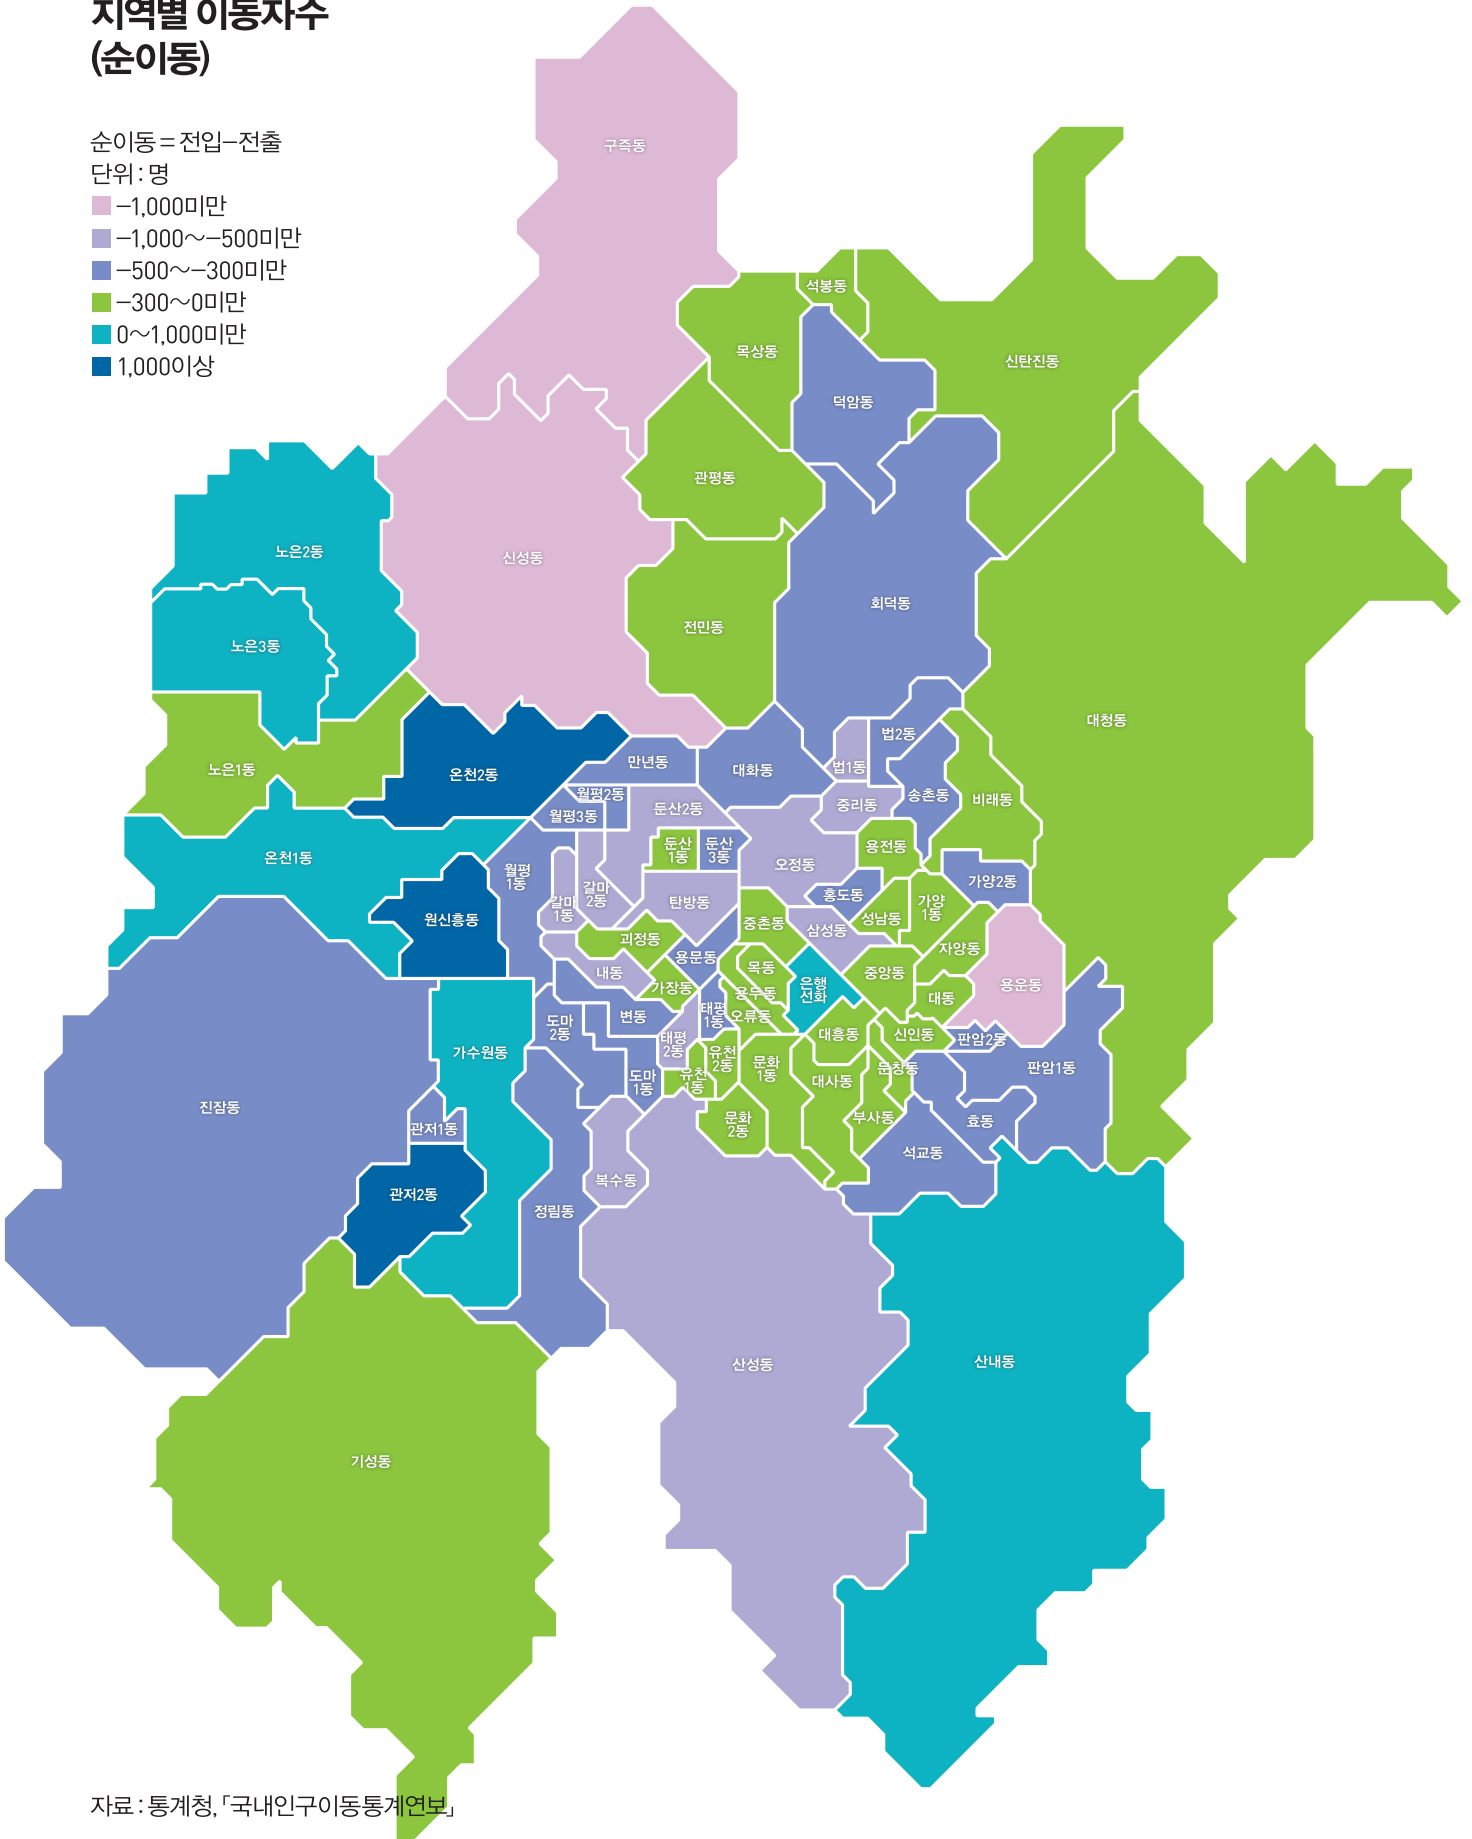 지역별 이동자수
(순이동)
순이동=전입-전출
단위:명
-1,000미만
-1,000~-500미만
-500~-300미만
-300~0미만
0~1,000미만
1,000이상
구즉동
석봉동
목상동
신탄진동
덕암동
관평동
노은2동
신성동
회덕동
전민동
노은3동
대청동
법2동
만년동
법1동
노은1동
온천2동
대화동
월평2동
송촌동
비래동
중리동
둔산2동
월평3동
용전동
둔산
1동
둔산
3동
온천1동
오정동
월평
1동
가양2동
갈마
2동
홍도동
갈마
1동
탄방동
가양
1동
원신흥동
성남동
중촌동
삼성동
괴정동
자양동
용문동
목동
내동
중앙동
은행
선화
용운동
가장동
용두동
대동
태평
1동
오류동
변동
도마
2동
대흥동
신인동
판암2동
태평
2동
가수원동
유천
2동
문화
1동
문창동
판암1동
도마
1동
유천
1동
대사동
진잠동
문화
2동
부사동
효동
관저1동
석교동
복수동
관저2동
정림동
산성동
산내동
기성동
자료:통계청,「국내인구이동통계연보」